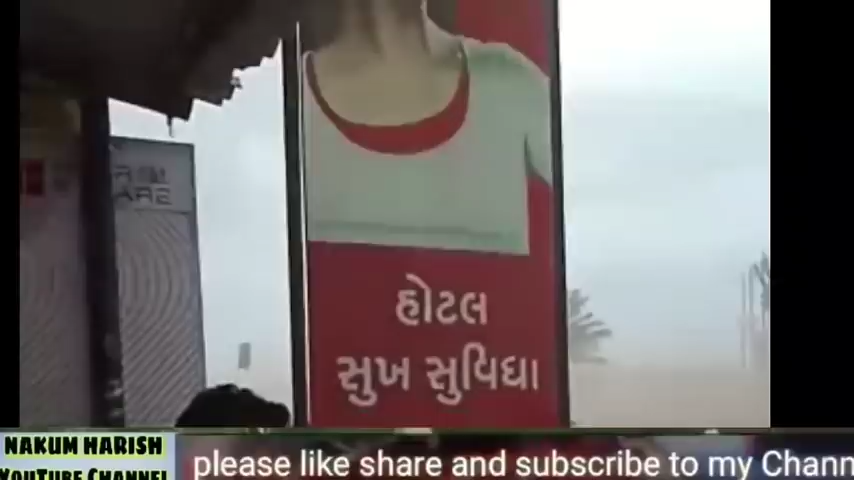 હોટલ
સુખ સુવિધા
NAKUM HARISH
YOUTUBE CHANNEL
please like share and subscribe to my Chann